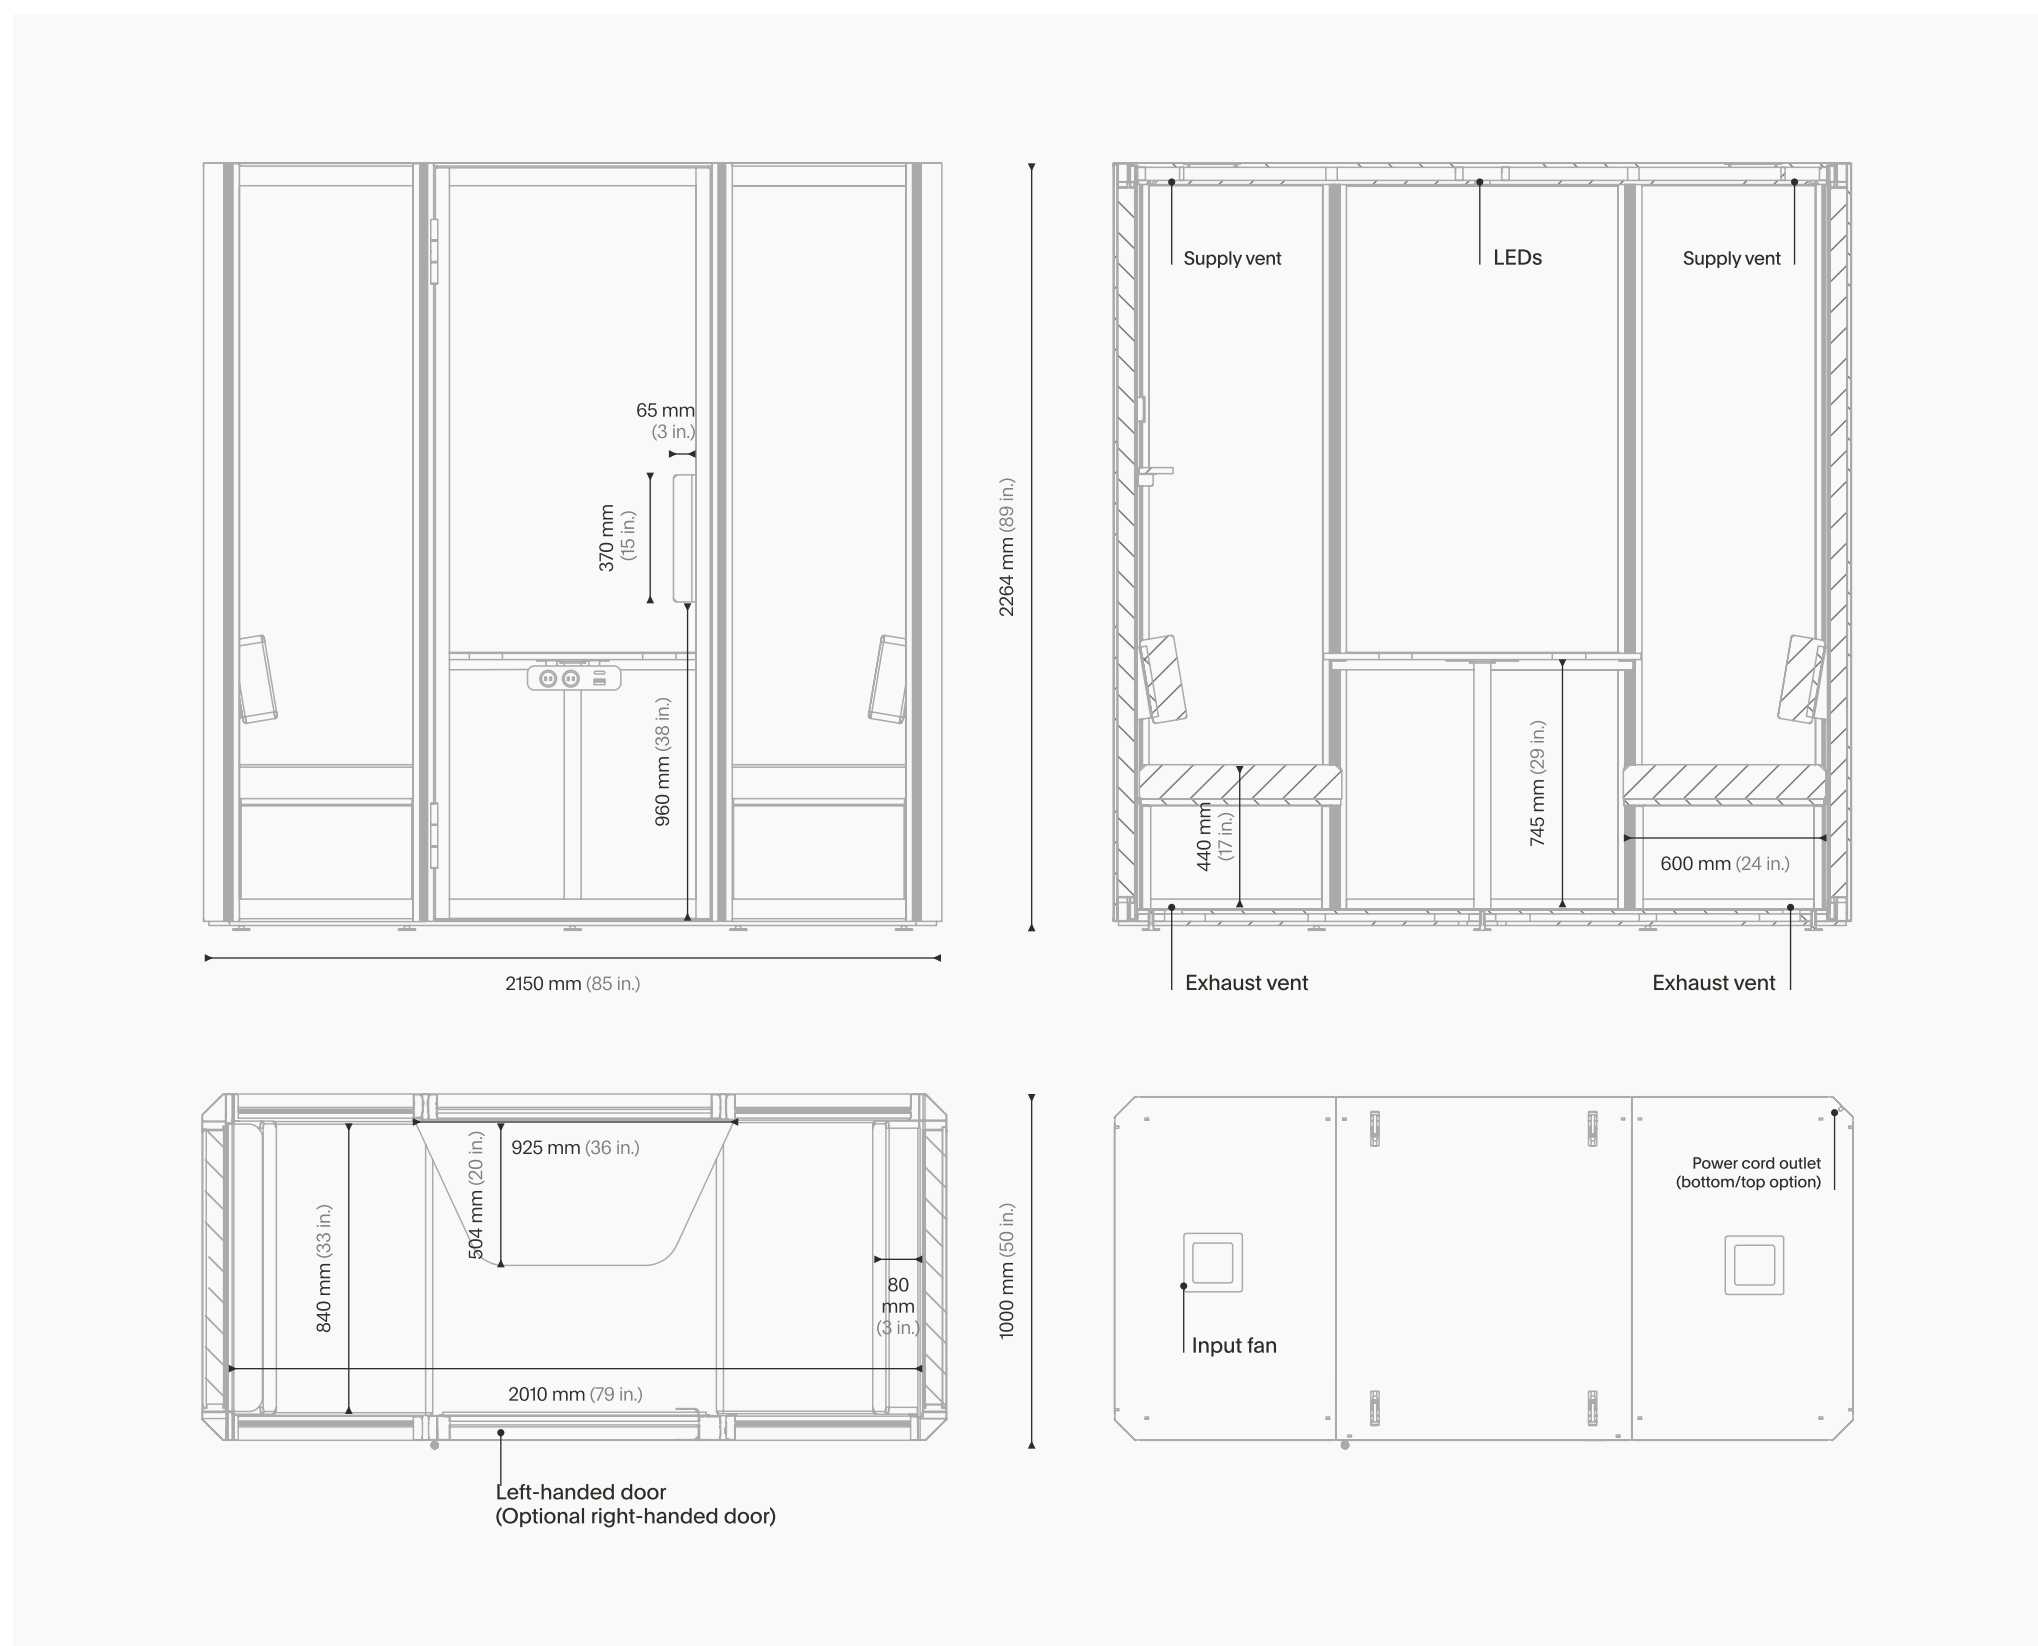 Supply vent
LEDs
Supply vent
65 mm
(3 in.)
370 mm
(15 in.)
2264 mm (89 in.)
960 mm (38 in.)
745 mm (29 in.)
440 mm
(17 in.)
600 mm (24 in.)
2150 mm (85 in.)
Exhaust vent
Exhaust vent
925 mm (36 in.)
504 mm (20 in.)
840 mm (33 in.)
80
mm
(3 in.)
2010 mm (79 in.)
1000 mm (50 in.)
Power cord outlet
(bottom/top option)
Input fan
Left-handed door
(Optional right-handed door)